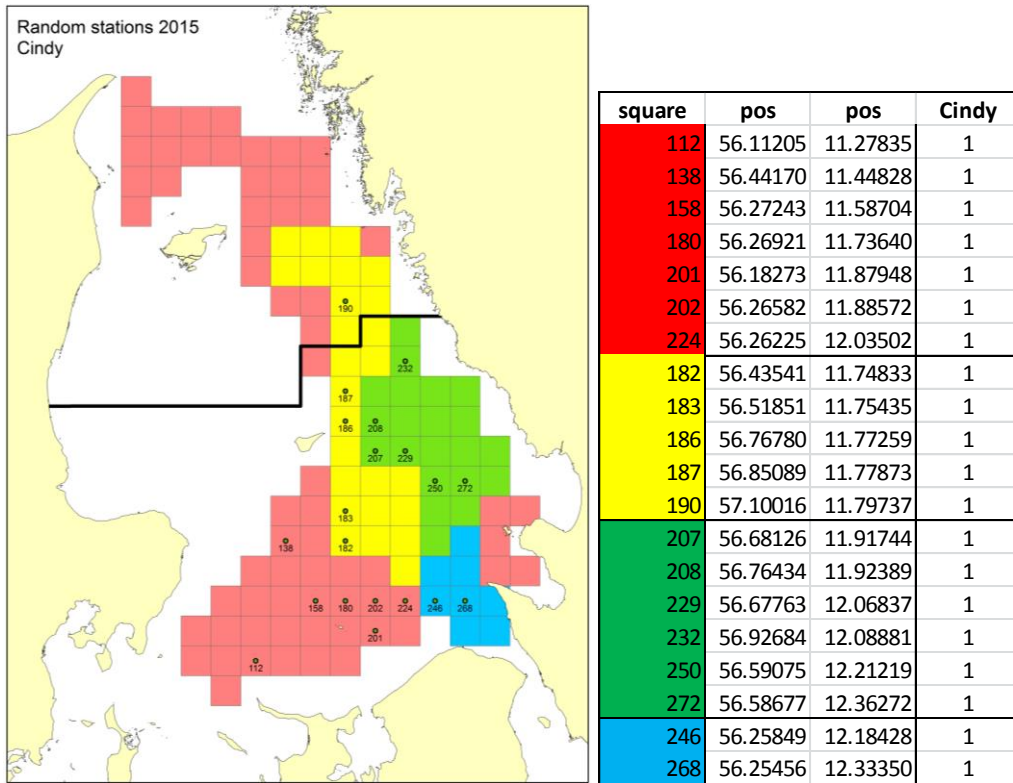 Random stations 2015
Cindy
190
232
187
186
208
207
229
250
272
183
138
182
158
180
202
224
246
268
201
112
square pos pos Cindy
112 56.11205 11.27835 1
138 56.44170 11.44828 1
158 56.27243 11.58704 1
180 56.26921 11.73640 1
201 56.18273 11.87948 1
202 56.26582 11.88572 1
224 56.26225 12.03502 1
182 56.43541 11.74833 1
183 56.51851 11.75435 1
186 56.76780 11.77259 1
187 56.85089 11.77873 1
190 57.10016 11.79737 1
207 56.68126 11.91744 1
208 56.76434 11.92389 1
229 56.67763 12.06837 1
232 56.92684 12.08881 1
250 56.59075 12.21219 1
272 56.58677 12.36272 1
246 56.25849 12.18428 1
268 56.25456 12.33350 1